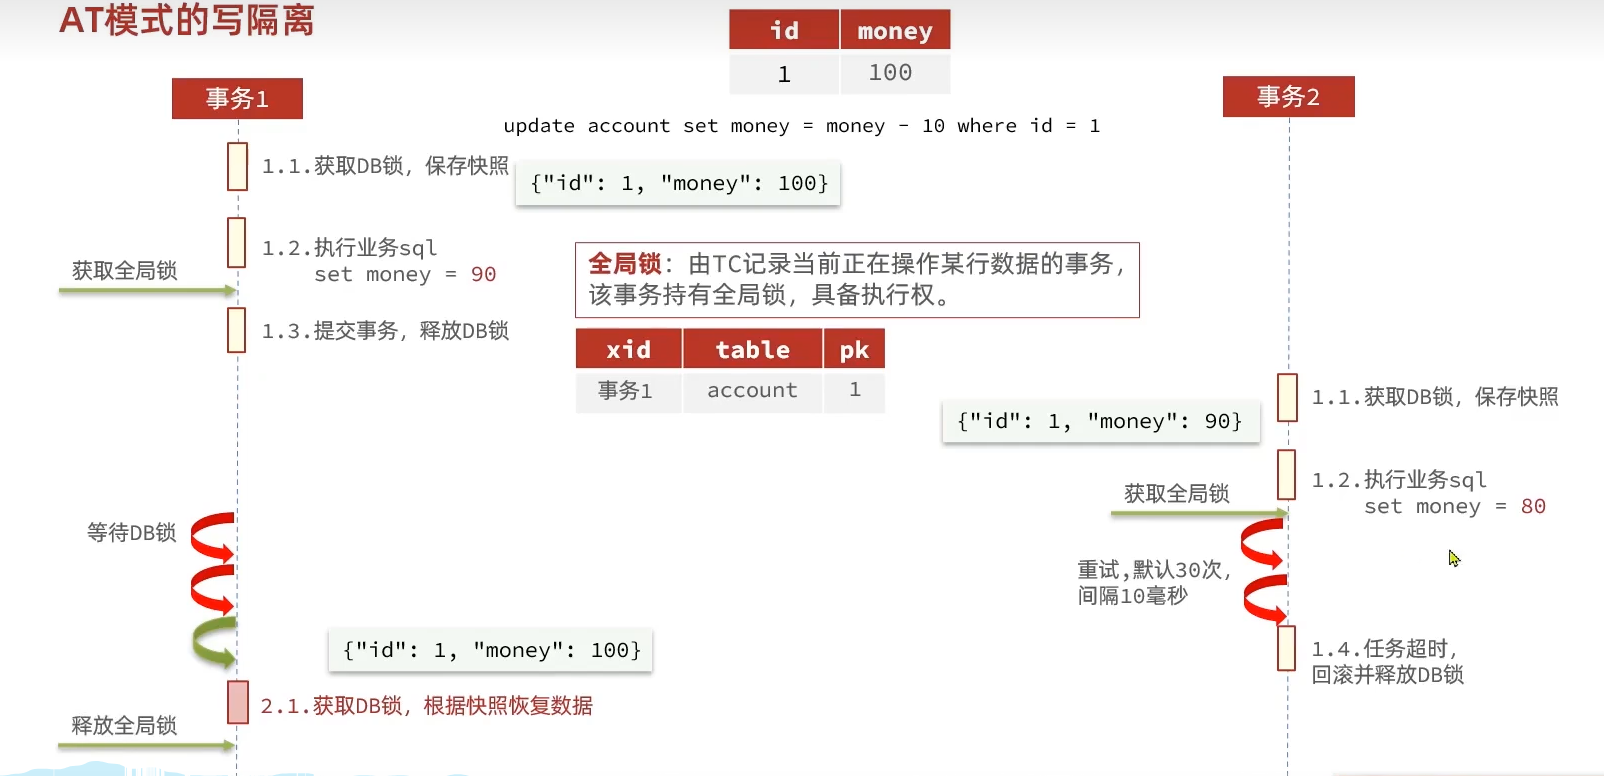 AT模式的写隔离
id money
1 100
事务1
事务2
update account set money = money - 10 where id = 1
1.1.获取DB锁，保存快照
{"id": 1, "money": 100}
1.2.执行业务sql
set money = 90
获取全局锁
1.3.提交事务，释放DB锁
全局锁：由TC记录当前正在操作某行数据的事务，
该事务持有全局锁，具备执行权。
xid table pk
事务1 account 1
1.1.获取DB锁，保存快照
{"id": 1, "money": 90}
1.2.执行业务sql
set money = 80
获取全局锁
等待DB锁
重试,默认30次，
间隔10毫秒
1.4.任务超时，
回滚并释放DB锁
{"id": 1, "money": 100}
2.1.获取DB锁，根据快照恢复数据
释放全局锁